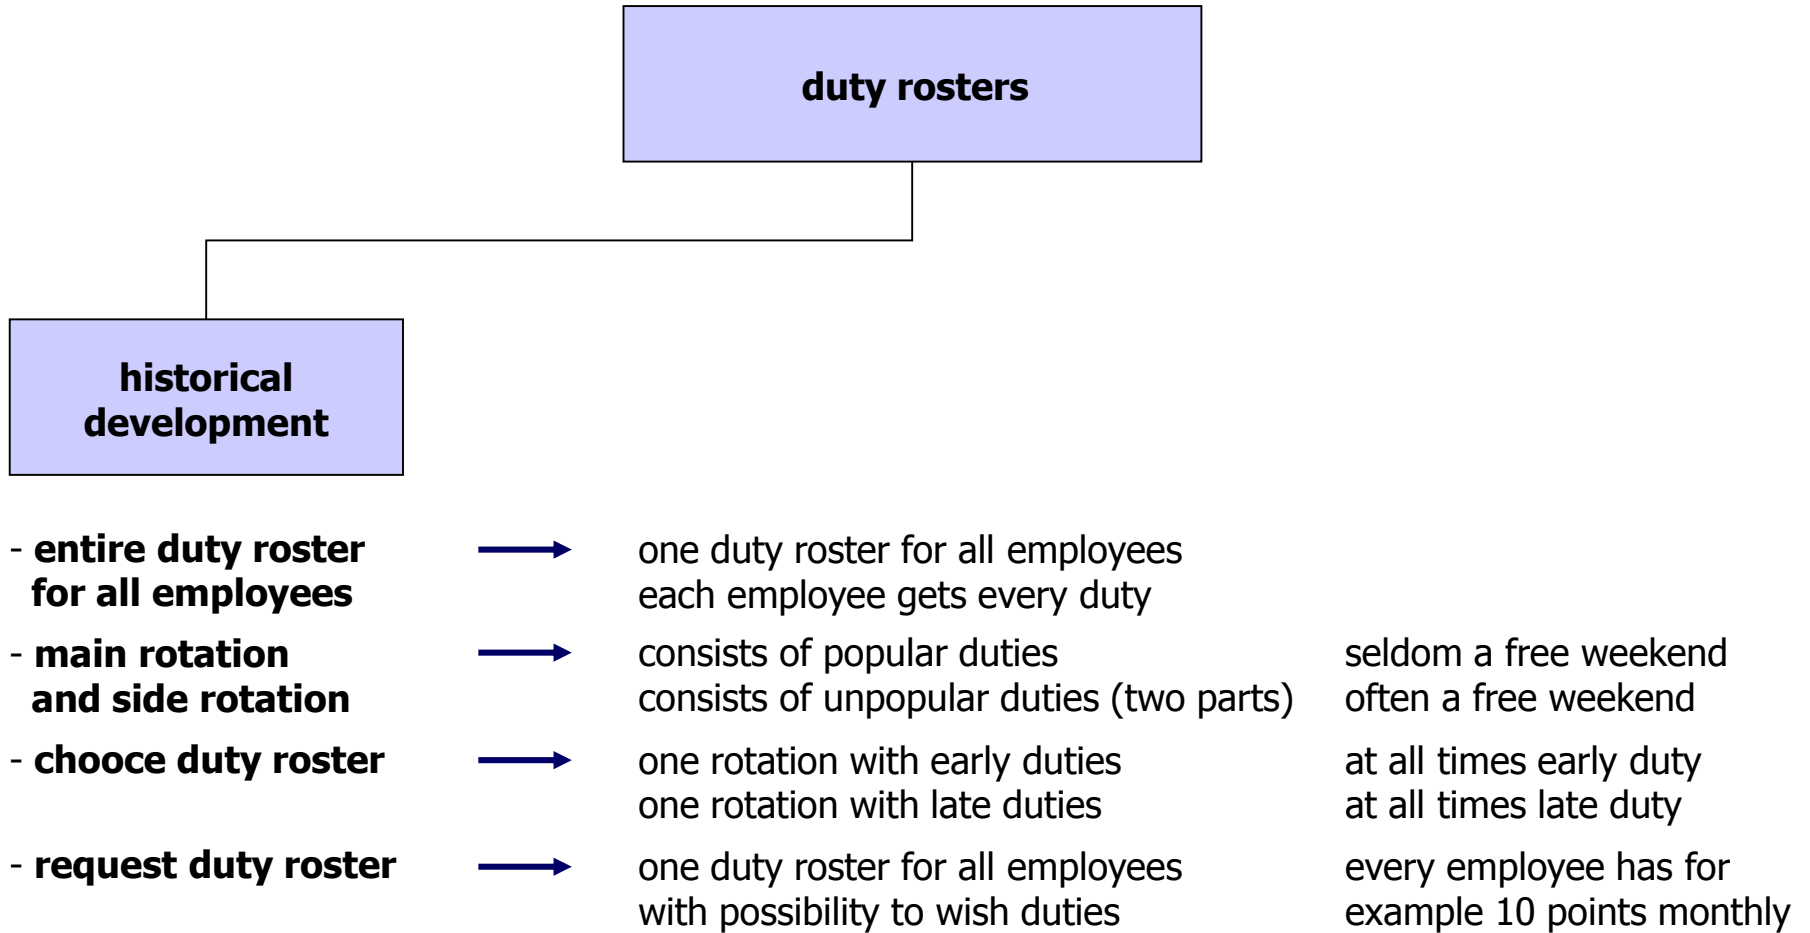 duty rosters
historical
development
- entire duty roster
for all employees
one duty roster for all employees
each employee gets every duty
- main rotation
and side rotation
consists of popular duties
consists of unpopular duties (two parts)
seldom a free weekend
often a free weekend
- chooce duty roster
one rotation with early duties
one rotation with late duties
at all times early duty
at all times late duty
- request duty roster
one duty roster for all employees
with possibility to wish duties
every employee has for
example 10 points monthly